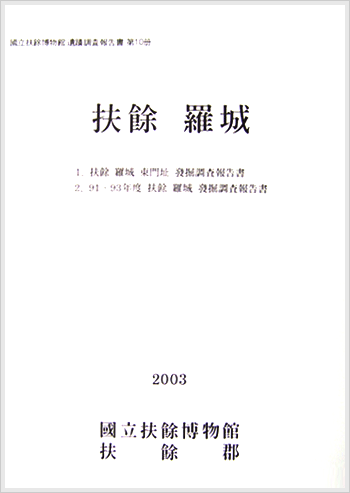 國立扶餘博物館 遺蹟調査報告書 第10冊
扶餘 羅城
1. 扶餘 羅城 東門址 發掘調査報告書
2. 91·93年度 扶餘 羅城 發掘調査報告書
2003
國立扶餘博物館
扶餘郡